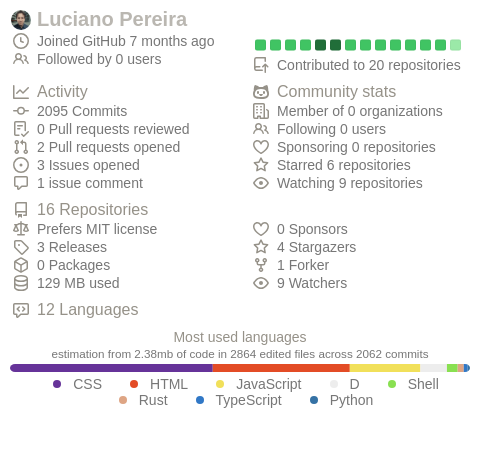 Luciano Pereira
Joined GitHub 7 months ago
Followed by 0 users
Contributed to 20 repositories
Activity
2095 Commits
0 Pull requests reviewed
2 Pull requests opened
3 Issues opened
1 issue comment
Community stats
Member of 0 organizations
Following 0 users
Sponsoring 0 repositories
Starred 6 repositories
Watching 9 repositories
16 Repositories
Prefers MIT license
3 Releases
0 Packages
129 MB used
0 Sponsors
4 Stargazers
1 Forker
9 Watchers
12 Languages
Most used languages
estimation from 2.38mb of code in 2864 edited files across 2062 commits
CSS HTML JavaScript D Shell
Rust TypeScript Python